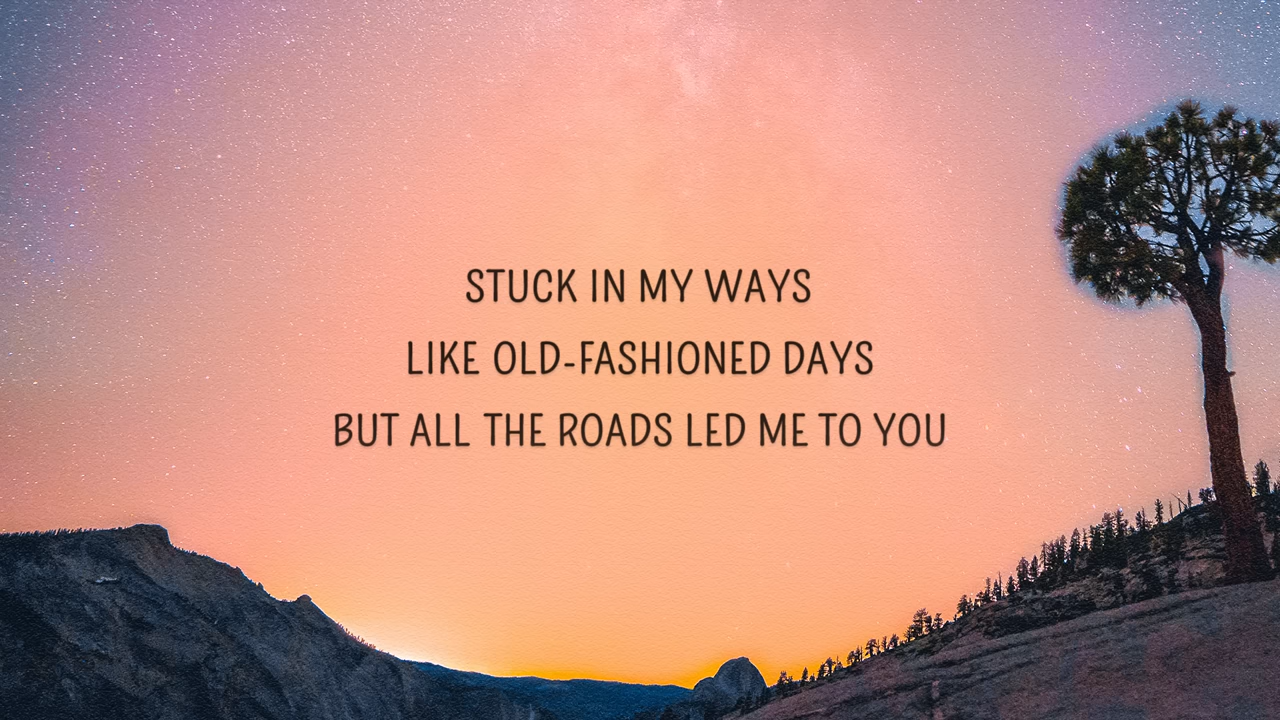 STUCK IN MY WAYS
LIKE OLD-FASHIONED DAYS
BUT ALL THE ROADS LED ME TO YOU